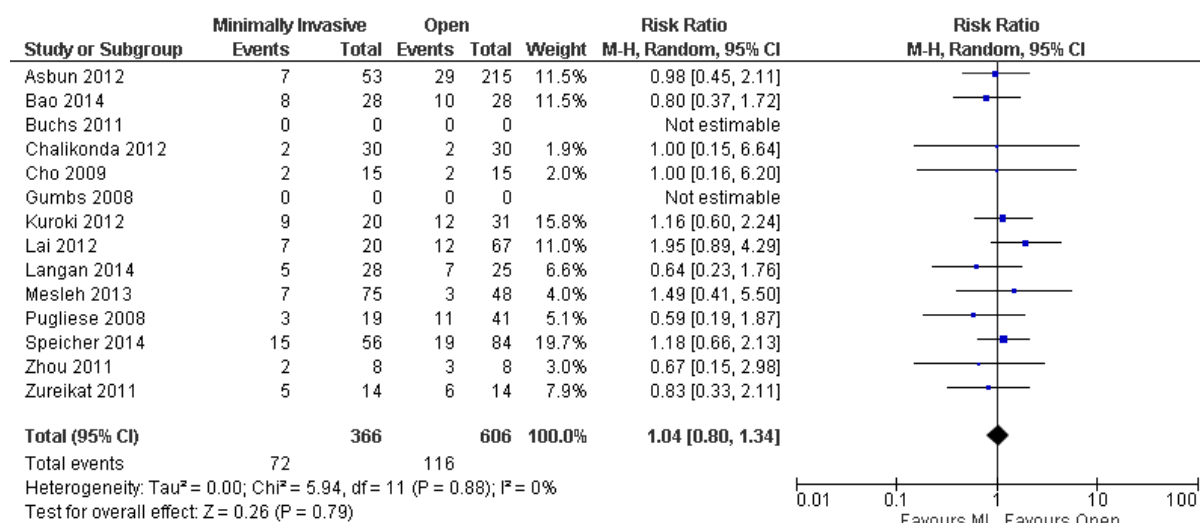 Minimally Invasive Open Risk Ratio Risk Ratio
Study or Subgroup Events Total Events Total Weight M-H, Random, 95% CI M-H, Random, 95% CI
Asbun 2012 7 53 29 215 11.5% 0.98 [0.45, 2.11]
Bao 2014 8 28 10 28 11.5% 0.80 [0.37, 1.72]
Buchs 2011 0 0 0 0 Not estimable
Chalikonda 2012 2 30 2 30 1.9% 1.00 [0.15, 6.64]
Cho 2009 2 15 2 15 2.0% 1.00 [0.16, 6.20]
Gumbs 2008 0 0 0 0 Not estimable
Kuroki 2012 9 20 12 31 15.8% 1.16 [0.60, 2.24]
Lai 2012 7 20 12 67 11.0% 1.95 [0.89, 4.29]
Langan 2014 5 28 7 25 6.6% 0.64 [0.23, 1.76]
Mesleh 2013 7 75 3 48 4.0% 1.49 [0.41, 5.50]
Pugliese 2008 3 19 11 41 5.1% 0.59 [0.19, 1.87]
Speicher 2014 15 56 19 84 19.7% 1.18 [0.66, 2.13]
Zhou 2011 2 8 3 8 3.0% 0.67 [0.15, 2.98]
Zureikat 2011 5 14 6 14 7.9% 0.83 [0.33, 2.11]
Total (95% CI) 366 606 100.0% 1.04 [0.80, 1.34]
Total events 72 116
Heterogeneity: Tau² = 0.00; Chi² = 5.94, df = 11 (P = 0.88); I² = 0%
Test for overall effect: Z = 0.26 (P = 0.79)
0.01 0.1 1 10 100
Favours MI Favours Open